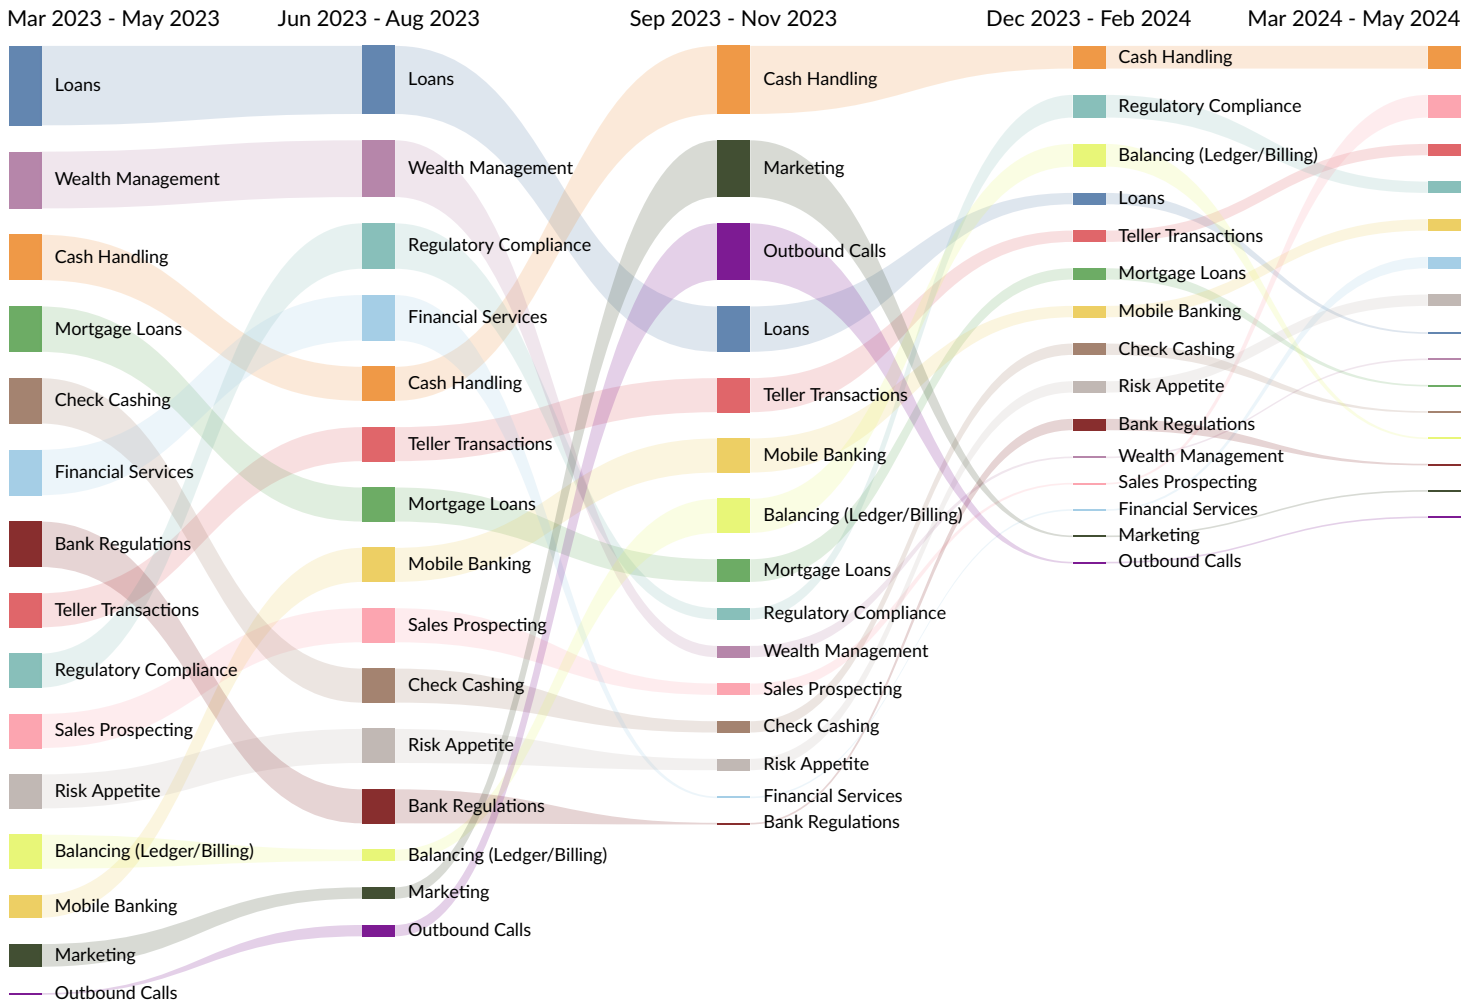 Mar 2023 - May 2023
Jun 2023 - Aug 2023
Sep 2023 - Nov 2023
Dec 2023 - Feb 2024
Mar 2024 - May 2024
Loans
Wealth Management
Cash Handling
Mortgage Loans
Check Cashing
Financial Services
Bank Regulations
Teller Transactions
Regulatory Compliance
Sales Prospecting
Risk Appetite
Balancing (Ledger/Billing)
Mobile Banking
Marketing
Outbound Calls
Loans
Wealth Management
Regulatory Compliance
Financial Services
Cash Handling
Teller Transactions
Mortgage Loans
Mobile Banking
Sales Prospecting
Check Cashing
Risk Appetite
Bank Regulations
Balancing (Ledger/Billing)
Marketing
Outbound Calls
Cash Handling
Marketing
Outbound Calls
Loans
Teller Transactions
Mobile Banking
Balancing (Ledger/Billing)
Mortgage Loans
Regulatory Compliance
Wealth Management
Sales Prospecting
Check Cashing
Risk Appetite
Financial Services
Bank Regulations
Cash Handling
Regulatory Compliance
Balancing (Ledger/Billing)
Loans
Teller Transactions
Mortgage Loans
Mobile Banking
Check Cashing
Risk Appetite
Bank Regulations
Wealth Management
Sales Prospecting
Financial Services
Marketing
Outbound Calls